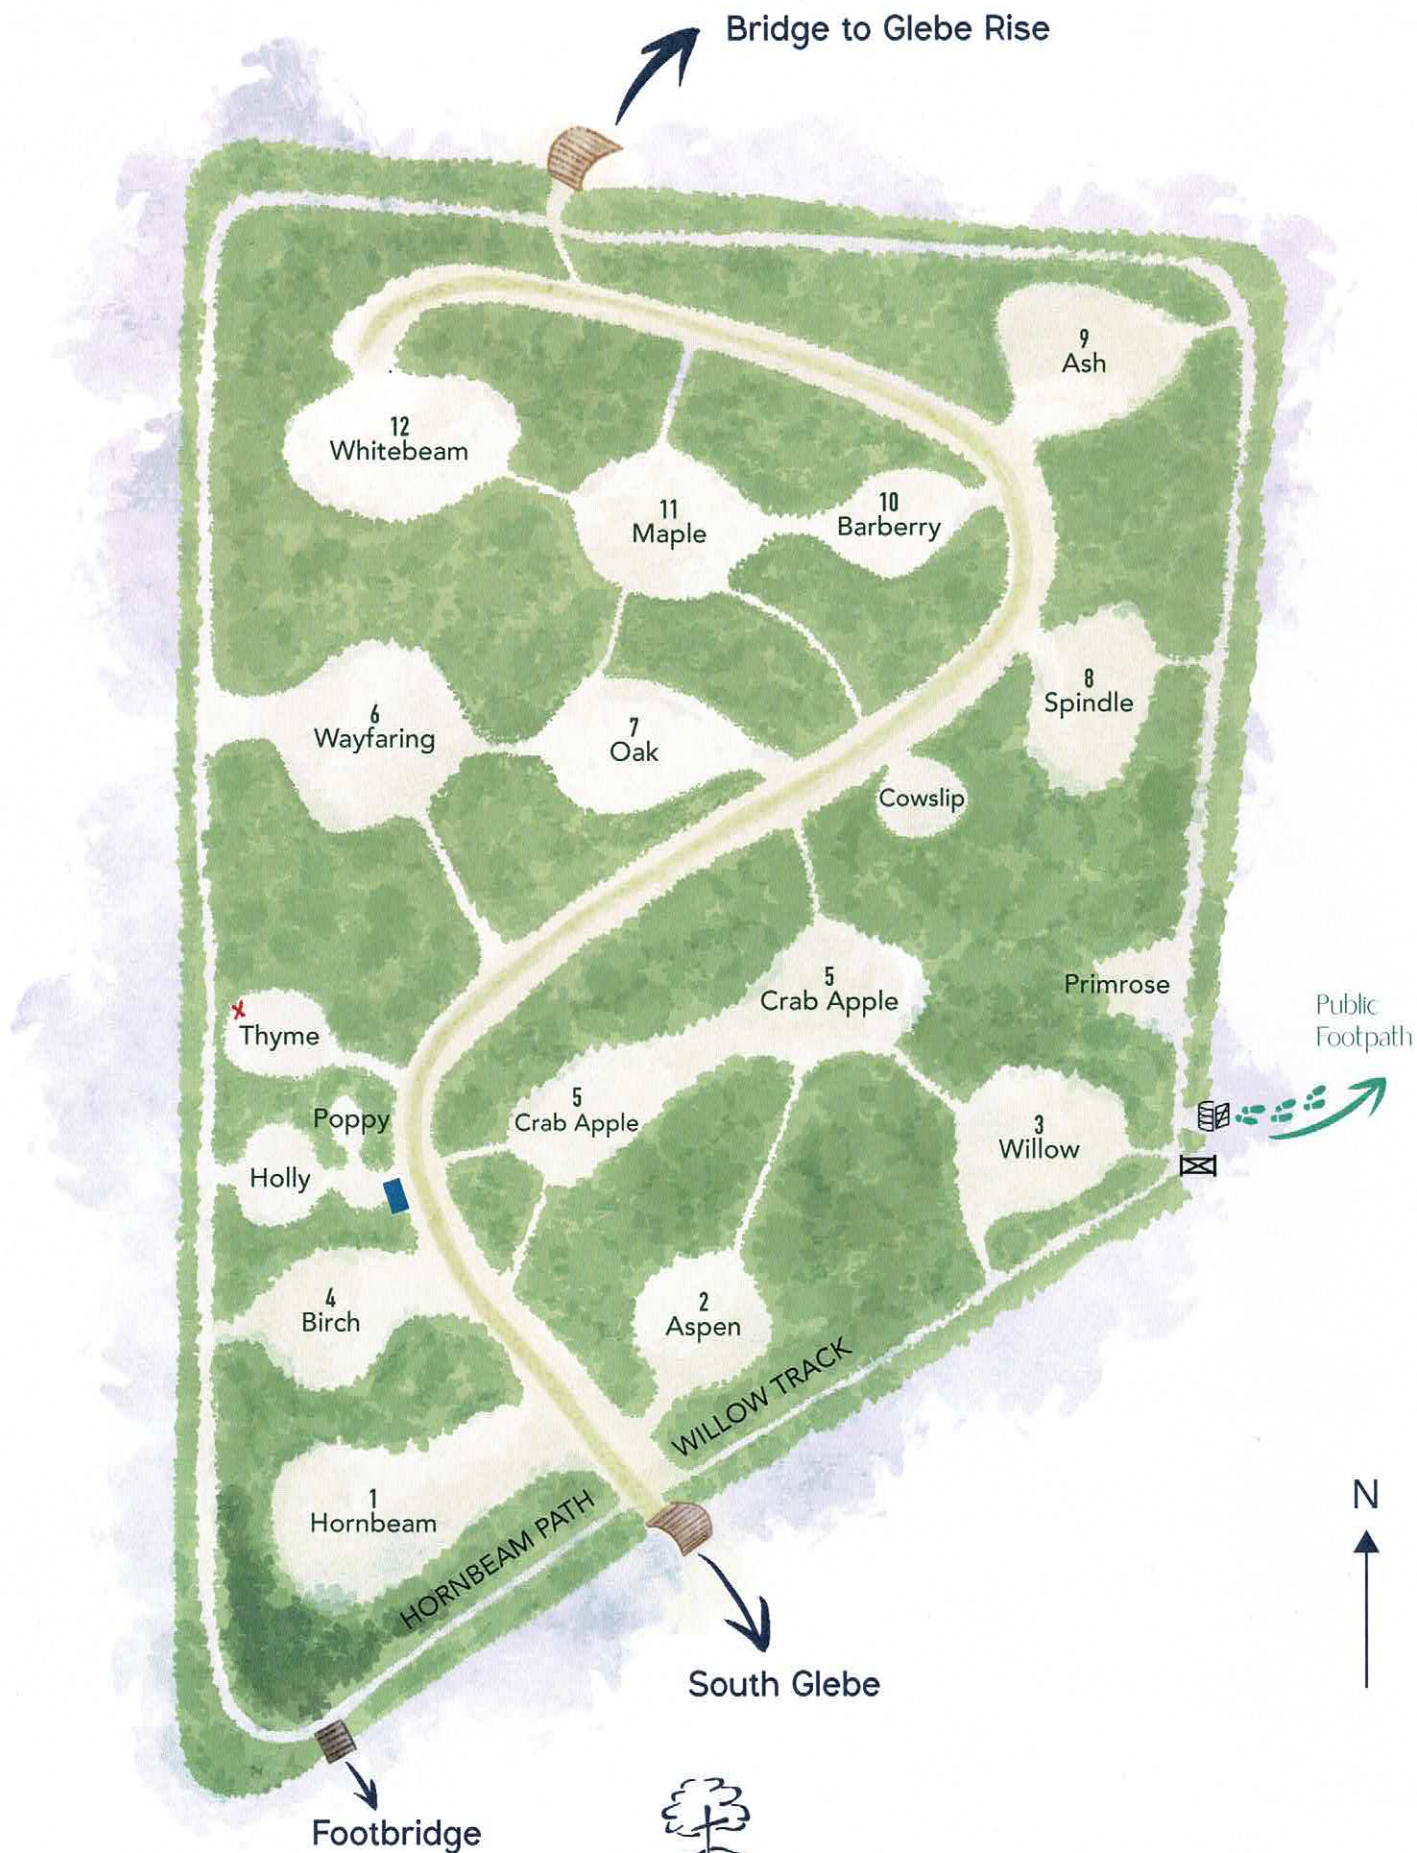 Bridge to Glebe Rise
9
Ash
12
Whitebeam
11
Maple
10
Barberry
6
Wayfaring
7
Oak
8
Spindle
Cowslip
5
Crab Apple
Primrose
Public
Footpath
x
Thyme
5
Crab Apple
Poppy
3
Willow
Holly
4
Birch
2
Aspen
WILLOW TRACK
1
Hornbeam
HORNBEAM PATH
N
South Glebe
Footbridge